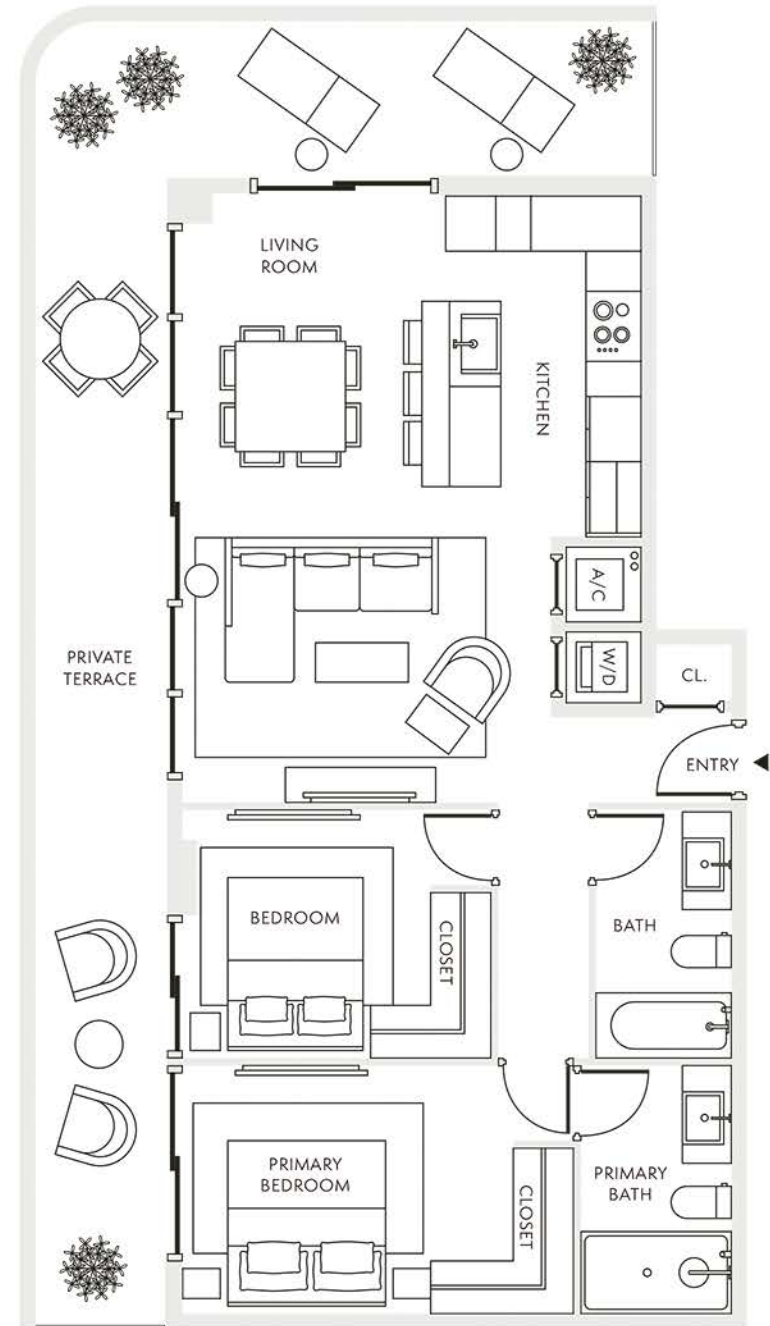 LIVING
ROOM
KITCHEN
A/C
W/D
PRIVATE
TERRACE
CL.
ENTRY
BEDROOM
CLOSET
BATH
PRIMARY
BEDROOM
CLOSET
PRIMARY
BATH